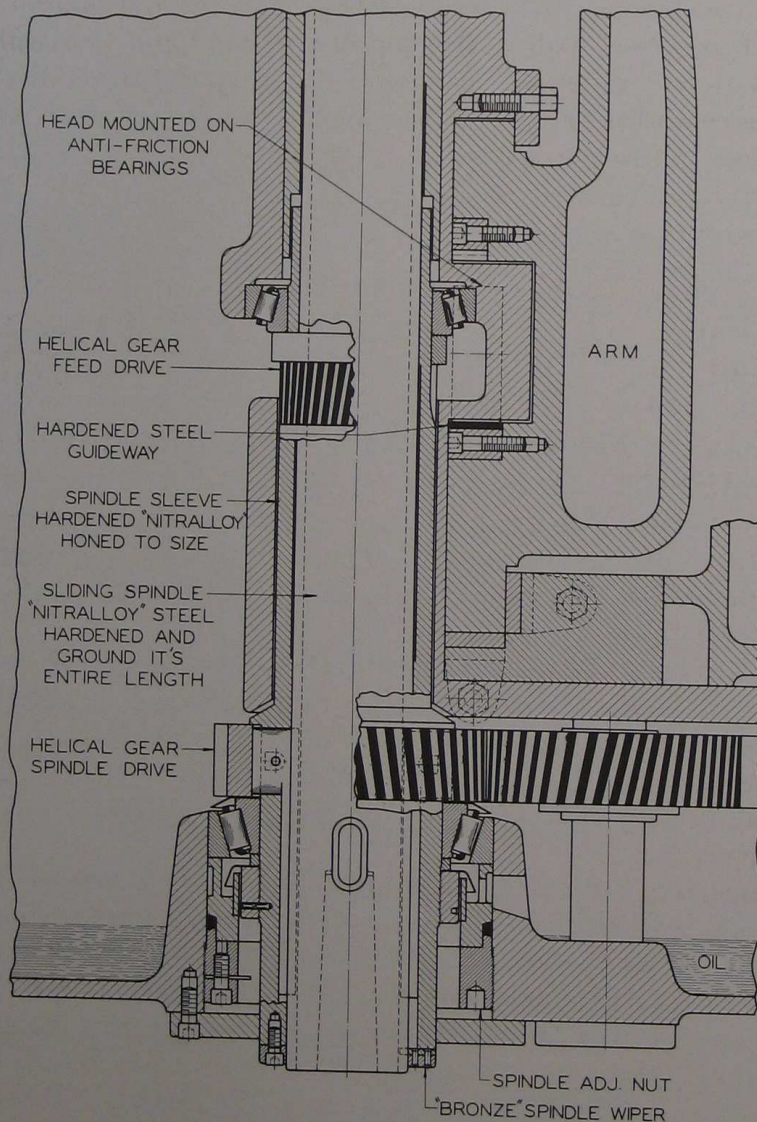 HEAD MOUNTED ON
ANTI-FRICTION
BEARINGS
ARM
HELICAL GEAR
FEED DRIVE
HARDENED STEEL
GUIDEWAY
SPINDLE SLEEVE
HARDENED "NITRALLOY"
HONED TO SIZE
SLIDING SPINDLE
"NITRALLOY" STEEL
HARDENED AND
GROUND IT'S
ENTIRE LENGTH
HELICAL GEAR
SPINDLE DRIVE
OIL
SPINDLE ADJ. NUT
"BRONZE" SPINDLE WIPER